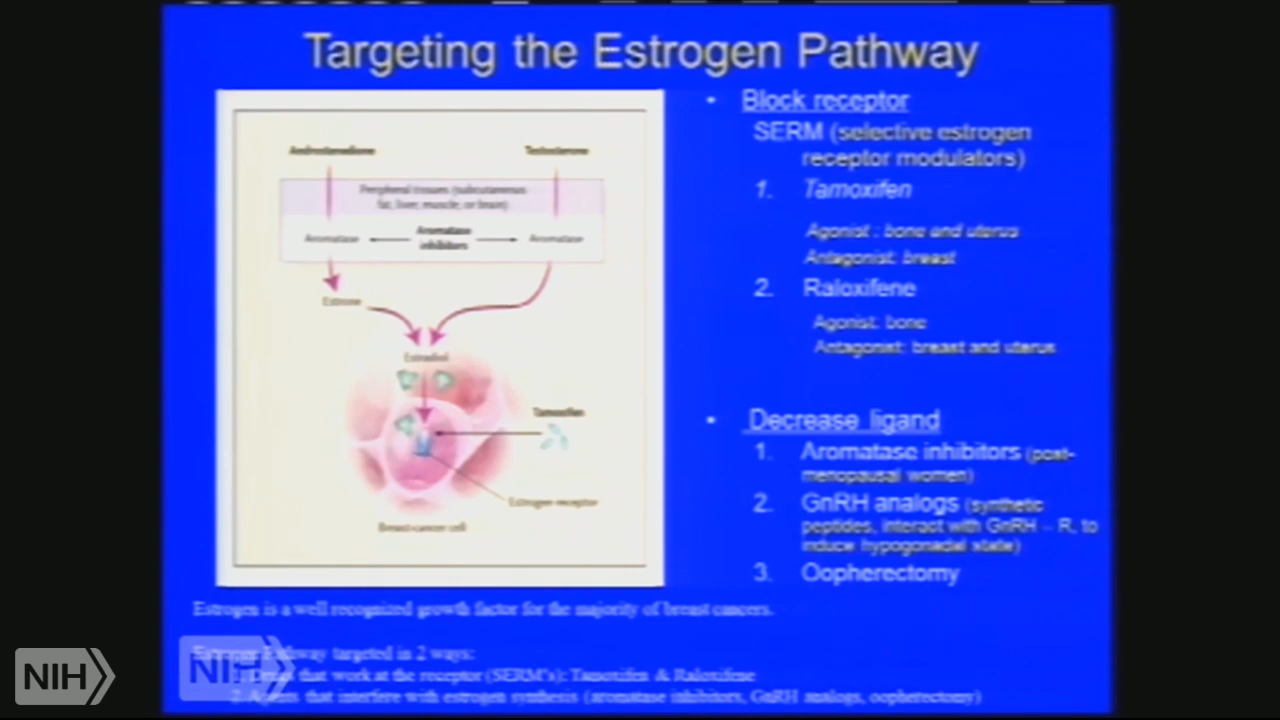 Targeting the Estrogen Pathway
Androstenedione
Testosterone
Peripheral tissues (subcutaneous
fat, liver, muscle, or brain)
Aromatase
Aromatase
inhibitors
Aromatase
Estrone
Estradiol
Tamoxifen
Estrogen receptor
Breast-cancer cell
• Block receptor
SERM (selective estrogen
receptor modulators)
1. Tamoxifen
Agonist : bone and uterus
Antagonist: breast
2. Raloxifene
Agonist: bone
Antagonist: breast and uterus
• Decrease ligand
1. Aromatase inhibitors (post-
menopausal women)
2. GnRH analogs (synthetic
peptides, interact with GnRH – R, to
induce hypogonadal state)
3. Oopherectomy
Estrogen is a well recognized growth factor for the majority of breast cancers.
Pathway targeted in 2 ways:
that work at the receptor (SERM's): Tamoxifen & Raloxifene
2. Agents that interfere with estrogen synthesis (aromatase inhibitors, GnRH analogs, oopherectomy)
NIH
NIH